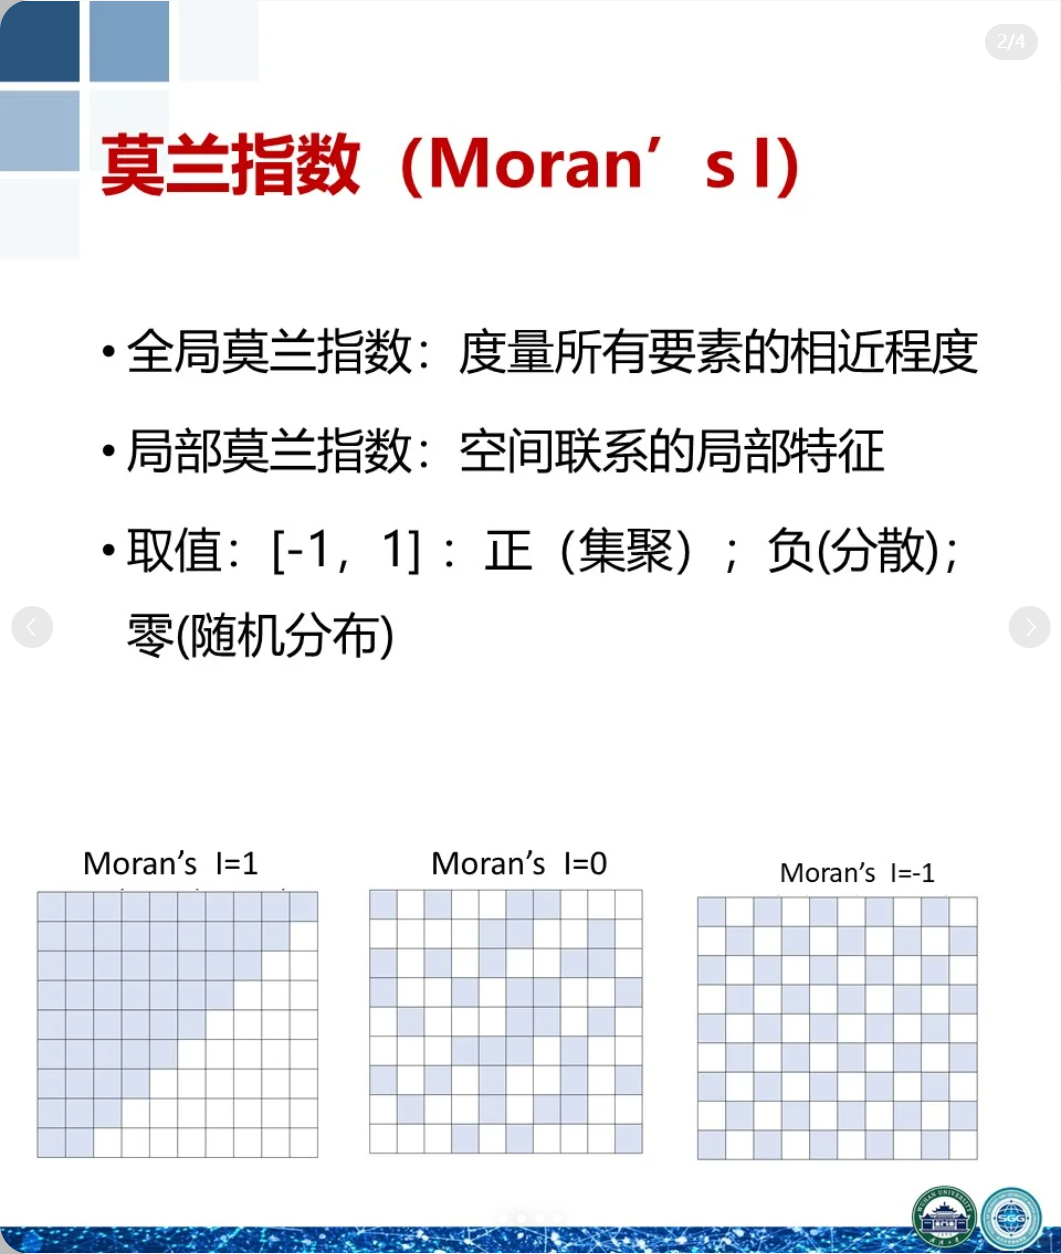 2/4
莫兰指数（Moran’s I）
• 全局莫兰指数：度量所有要素的相近程度
• 局部莫兰指数：空间联系的局部特征
• 取值：[-1，1]：正（集聚）；负(分散)；
零(随机分布)
Moran’s I=1
Moran’s I=0
Moran’s I=-1
WUHAN UNIVERSITY
SGG